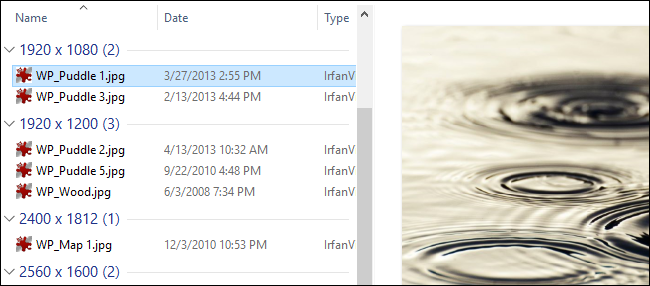 Name Date Type
1920 x 1080 (2)
WP_Puddle 1.jpg 3/27/2013 2:55 PM IrfanV
WP_Puddle 3.jpg 2/13/2013 4:44 PM IrfanV
1920 x 1200 (3)
WP_Puddle 2.jpg 4/13/2013 10:32 AM IrfanV
WP_Puddle 5.jpg 9/22/2010 4:48 PM IrfanV
WP_Wood.jpg 6/3/2008 7:34 PM IrfanV
2400 x 1812 (1)
WP_Map 1.jpg 12/3/2010 10:53 PM IrfanV
2560 x 1600 (2)